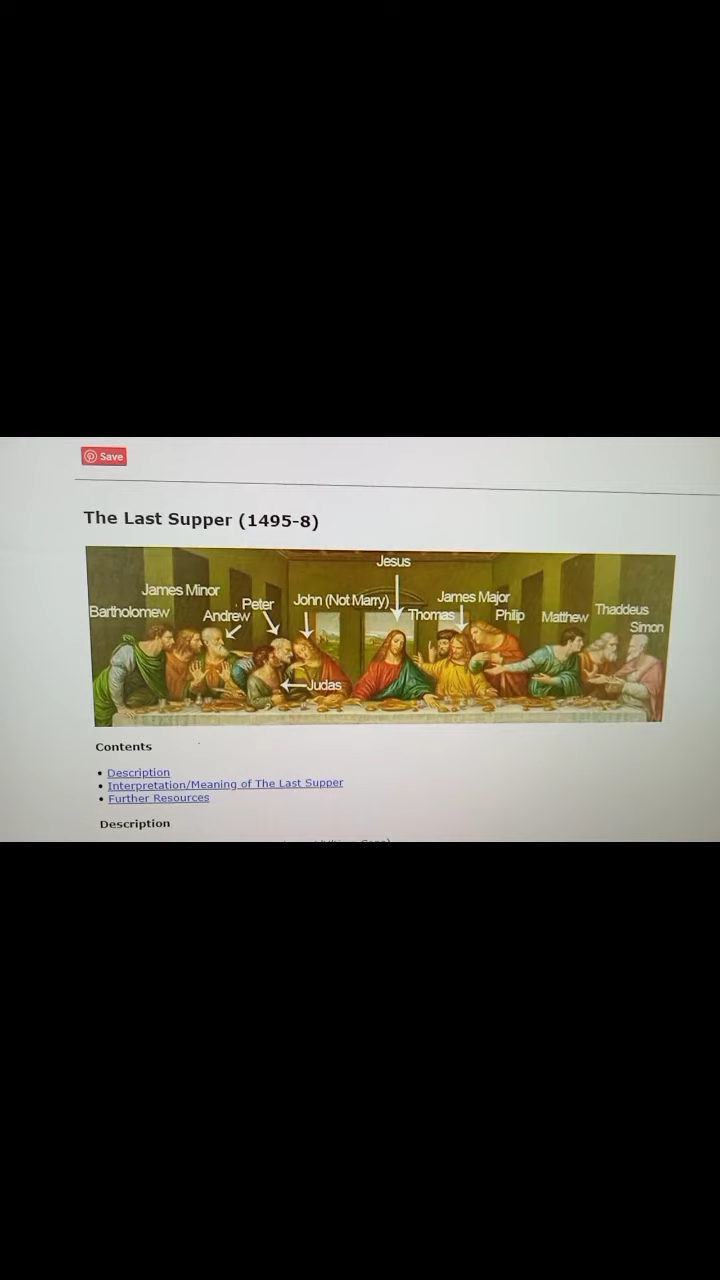 Save
The Last Supper (1495-8)
Jesus
James Minor
Peter
John (Not Marry)
James Major
Bartholomew
Andrew
Thomas
Philip
Matthew
Thaddeus
Simon
Judas
Contents
• Description
• Interpretation/Meaning of The Last Supper
• Further Resources
Description